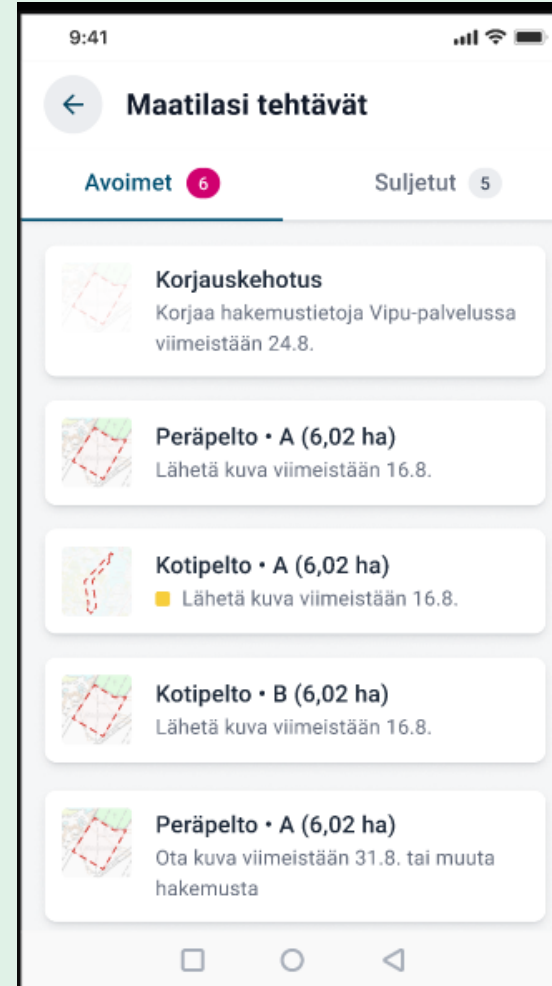 9:41
Maatilasi tehtävät
Avoimet 6 Suljetut 5
Korjauskehotus
Korjaa hakemustietoja Vipu-palvelussa
viimeistään 24.8.
Peräpelto • A (6,02 ha)
Lähetä kuva viimeistään 16.8.
Kotipelto • A (6,02 ha)
Lähetä kuva viimeistään 16.8.
Kotipelto • B (6,02 ha)
Lähetä kuva viimeistään 16.8.
Peräpelto • A (6,02 ha)
Ota kuva viimeistään 31.8. tai muuta
hakemusta